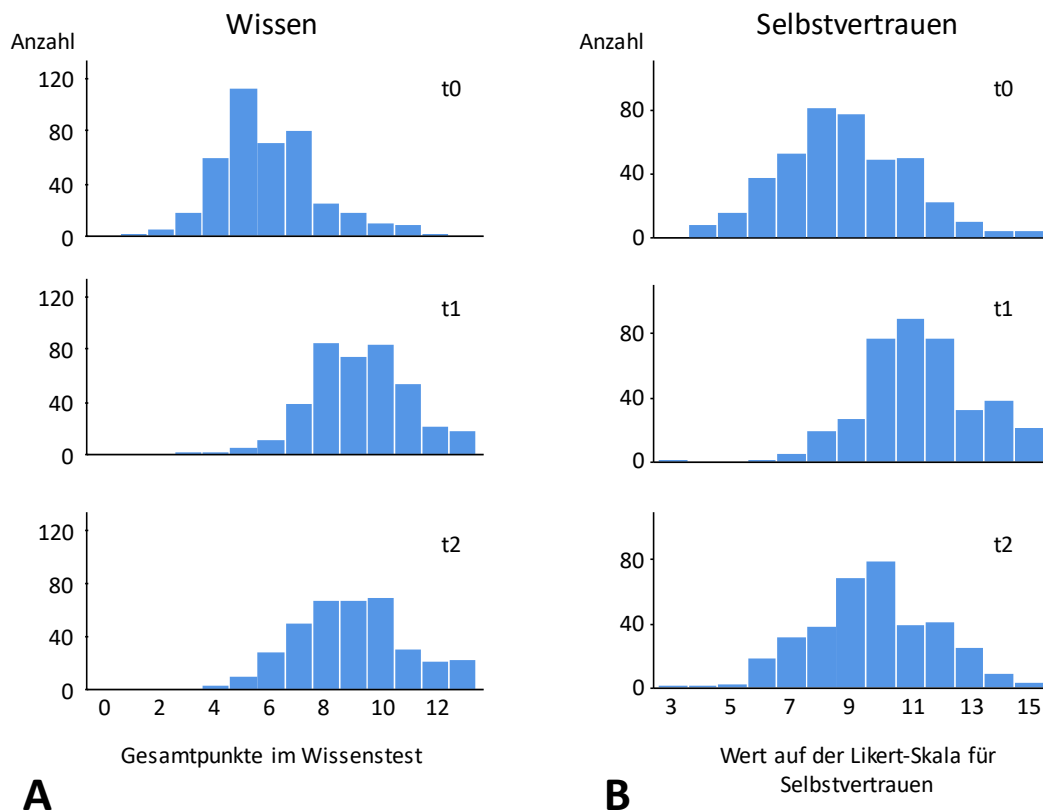 Wissen
Anzahl
120
80
40
0
t0
120
80
40
0
t1
120
80
40
0
t2
0 2 4 6 8 10 12
Gesamtpunkte im Wissenstest
A
Selbstvertrauen
Anzahl
80
40
0
t0
80
40
0
t1
80
40
0
t2
3 5 7 9 11 13 15
Wert auf der Likert-Skala für
Selbstvertrauen
B